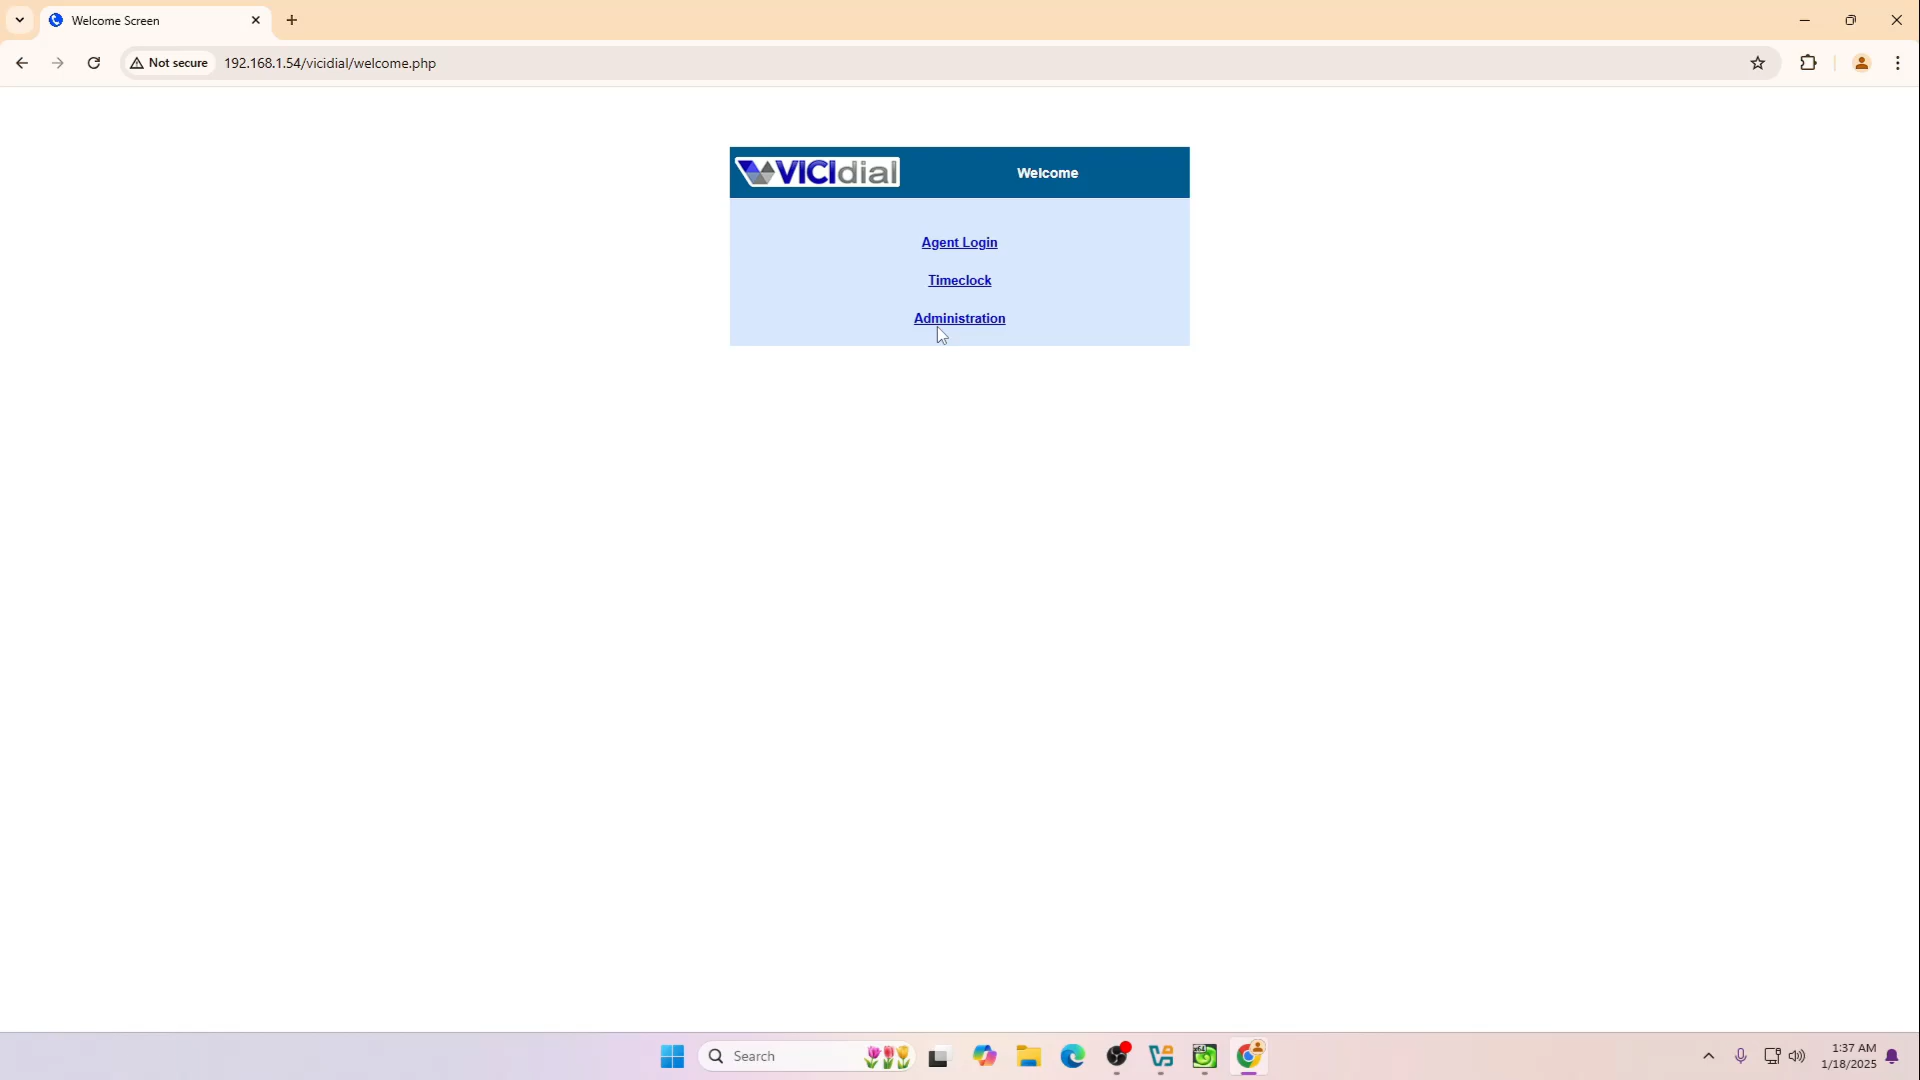 Welcome Screen
Not secure
192.168.1.54/vicidial/welcome.php
VICIdial
Welcome
Agent Login
Timeclock
Administration
Search
x64
1:37 AM
1/18/2025